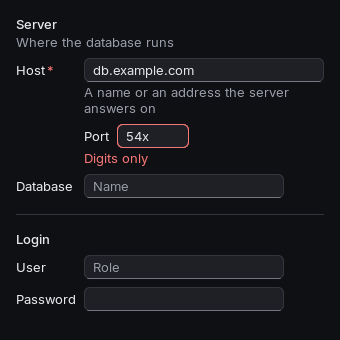 Server
Where the database runs
Host * db.example.com
A name or an address the server
answers on
Port 54x
Digits only
Database Name
Login
User Role
Password